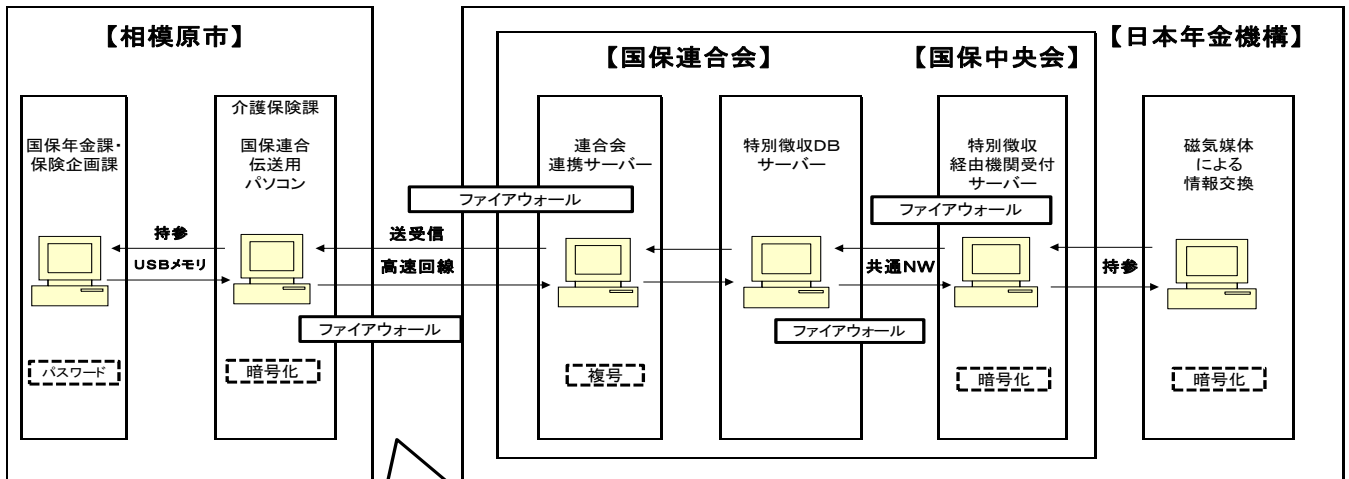 【相模原市】
【国保連合会】
【国保中央会】
【日本年金機構】
国保年金課・
保険企画課
介護保険課
国保連合
伝送用
パソコン
連合会
連携サーバー
特別徴収DB
サーバー
特別徴収
経由機関受付
サーバー
磁気媒体
による
情報交換
ファイアウォール
ファイアウォール
持参
USBメモリ
送受信
高速回線
共通NW
持参
ファイアウォール
ファイアウォール
パスワード
暗号化
複号
暗号化
暗号化